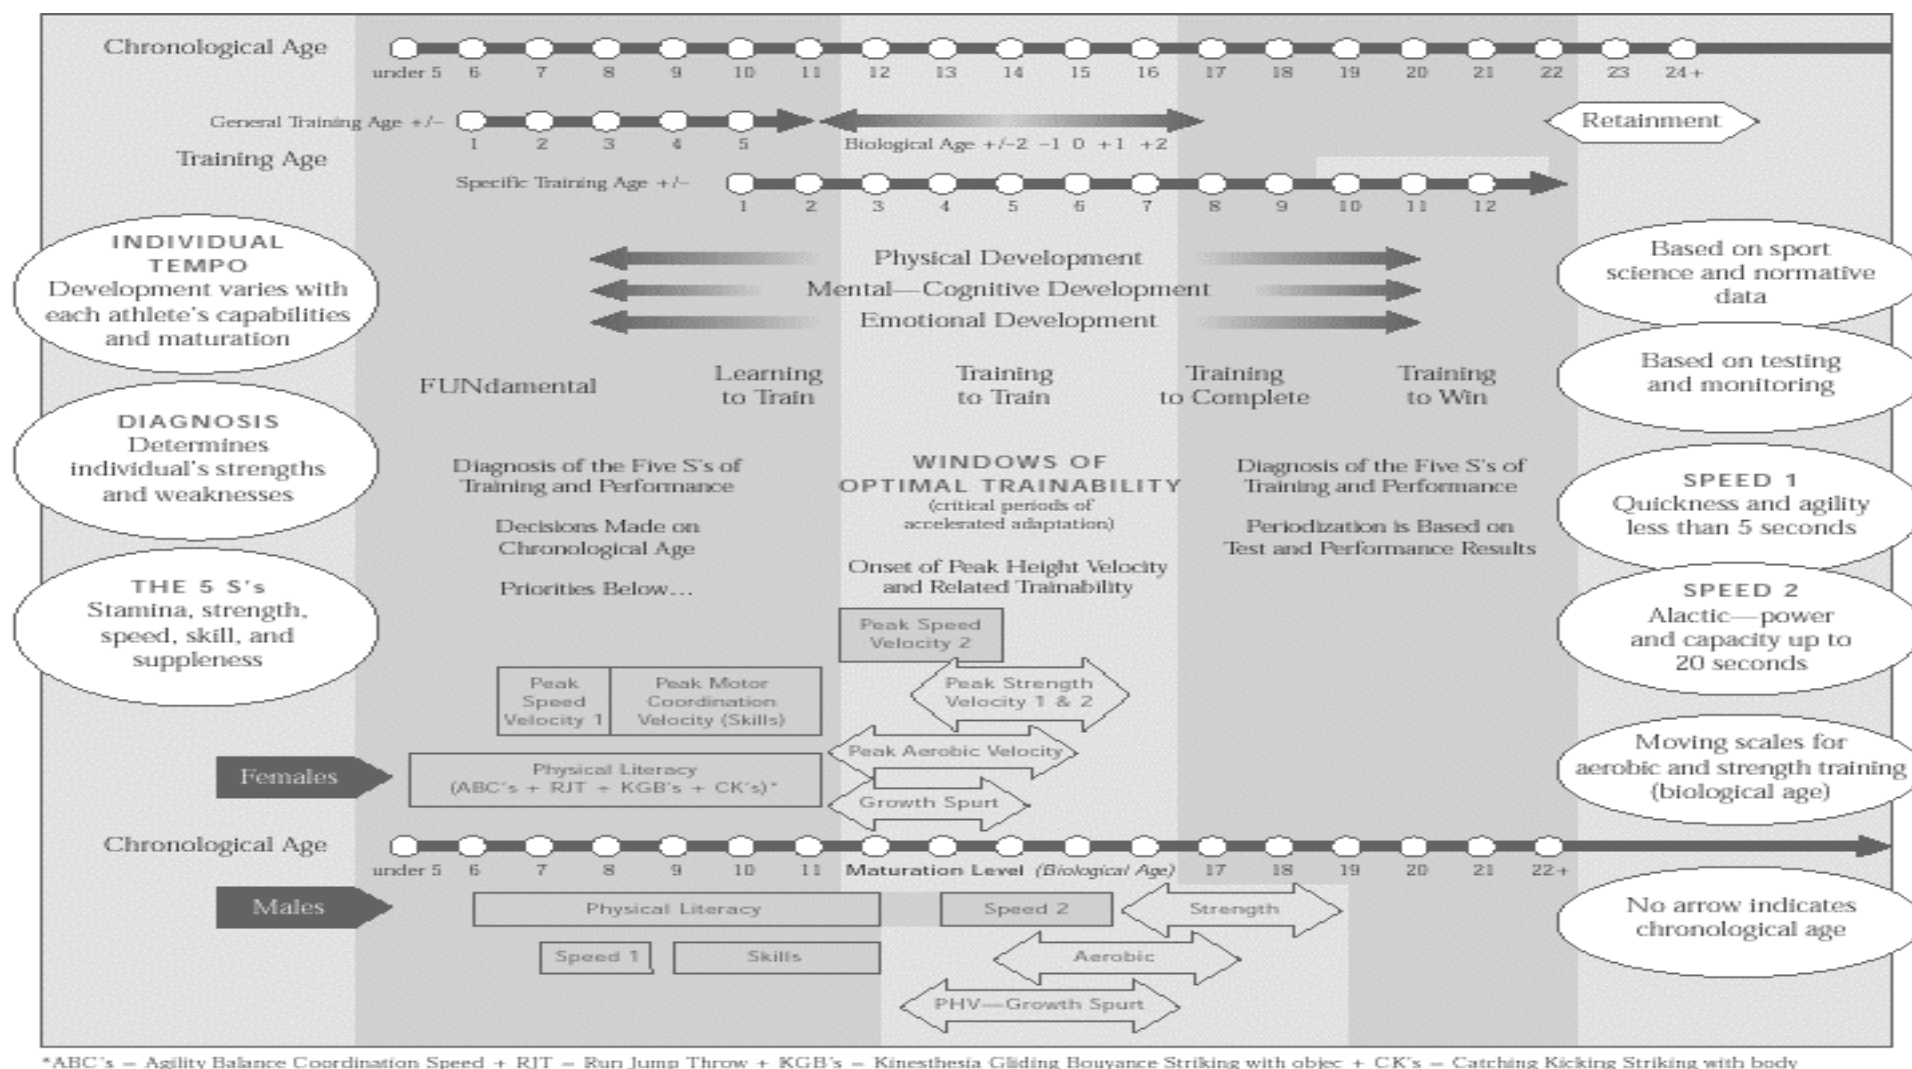 Chronological Age
under 5 6 7 8 9 10 11 12 13 14 15 16 17 18 19 20 21 22 23 24+
General Training Age +/-
1 2 3 4 5
Biological Age +/-2 -1 0 +1 +2
Retainment
Training Age
Specific Training Age +/-
1 2 3 4 5 6 7 8 9 10 11 12
INDIVIDUAL
TEMPO
Development varies with
each athlete's capabilities
and maturation
DIAGNOSIS
Determines
individual's strengths
and weaknesses
THE 5 S's
Stamina, strength,
speed, skill, and
suppleness
Physical Development
Mental—Cognitive Development
Emotional Development
FUNdamental
Learning
to Train
Training
to Train
Training
to Complete
Training
to Win
Diagnosis of the Five S's of
Training and Performance
Decisions Made on
Chronological Age
Priorities Below...
WINDOWS OF
OPTIMAL TRAINABILITY
(critical periods of
accelerated adaptation)
Onset of Peak Height Velocity
and Related Trainability
Diagnosis of the Five S's of
Training and Performance
Periodization is Based on
Test and Performance Results
Based on sport
science and normative
data
Based on testing
and monitoring
SPEED 1
Quickness and agility
less than 5 seconds
SPEED 2
Alactic—power
and capacity up to
20 seconds
Moving scales for
aerobic and strength training
(biological age)
No arrow indicates
chronological age
Peak Speed
Velocity 2
Peak
Speed
Velocity 1
Peak Motor
Coordination
Velocity (Skills)
Peak Strength
Velocity 1 & 2
Peak Aerobic Velocity
Females
Physical Literacy
(ABC's + RJT + KGB's + CK's)*
Growth Spurt
Chronological Age
under 5 6 7 8 9 10 11 Maturation Level (Biological Age) 17 18 19 20 21 22+
Males
Physical Literacy
Speed 2
Strength
Speed 1
Skills
Aerobic
PHV—Growth Spurt
*ABC's – Agility Balance Coordination Speed + RJT – Run Jump Throw + KGB's – Kinesthesia Gliding Bouyance Striking with objec + CK's – Catching Kicking Striking with body